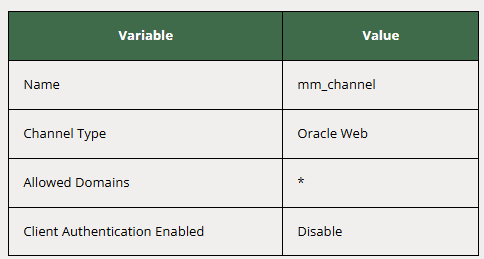 Variable Value
Name mm_channel
Channel Type Oracle Web
Allowed Domains *
Client Authentication Enabled Disable